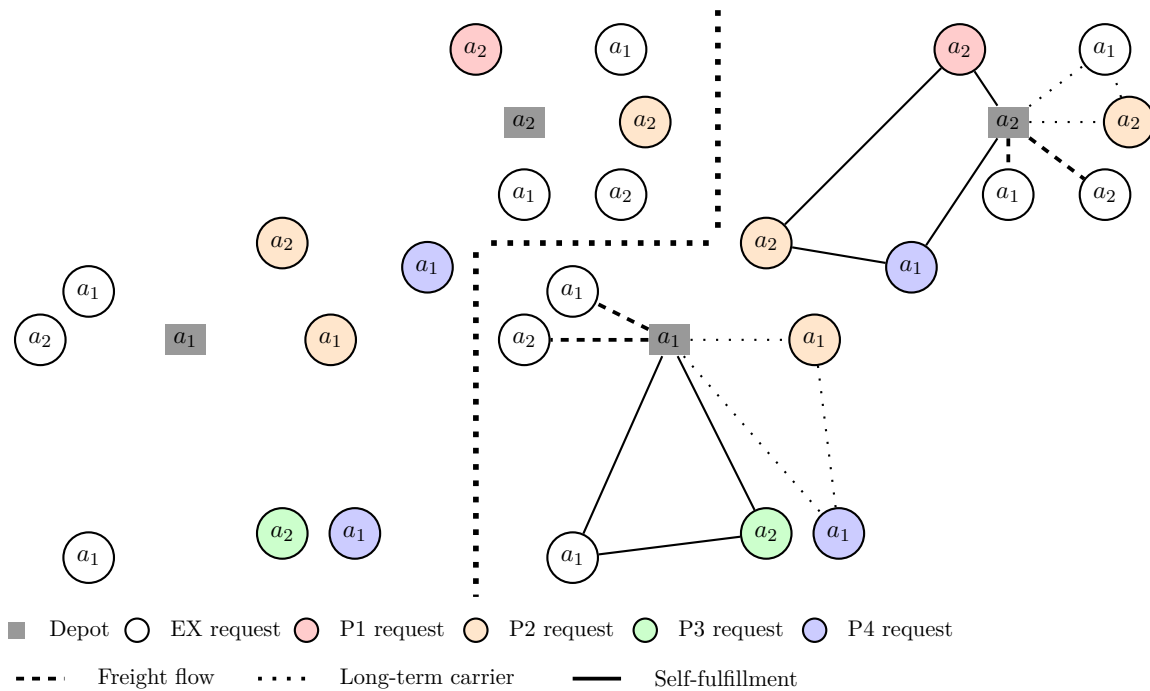 a₂ a₁ a₂ a₁
a₂ a₂ a₂ a₂
a₁ a₂ a₁ a₂
a₂ a₂
a₁ a₁
a₁ a₁
a₂ a₁ a₁ a₂ a₁ a₁
a₂ a₁ a₂ a₁
a₁ a₁
Depot EX request P1 request P2 request P3 request P4 request
Freight flow Long-term carrier Self-fulfillment